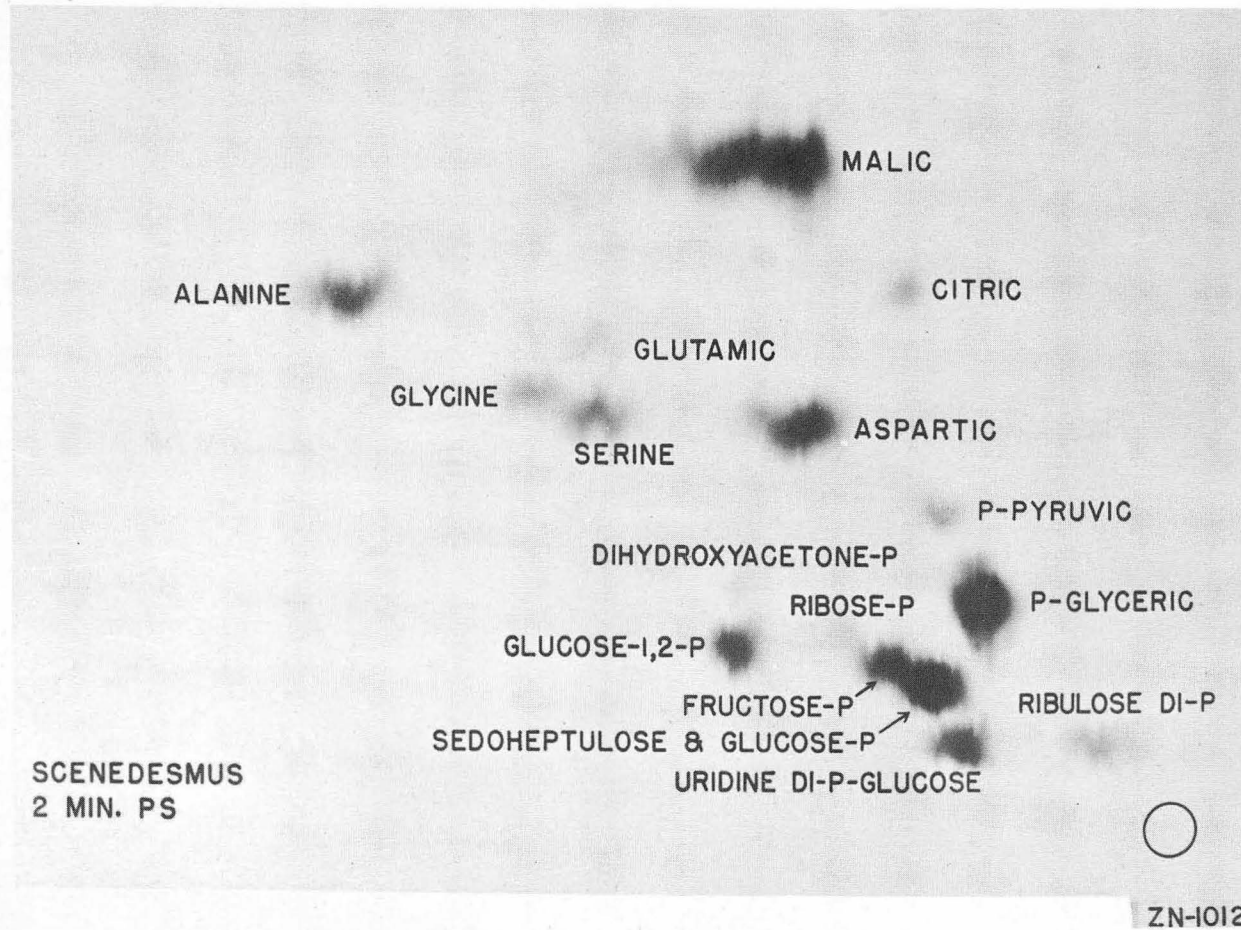 MALIC
ALANINE
CITRIC
GLUTAMIC
GLYCINE
SERINE
ASPARTIC
P-PYRUVIC
DIHYDROXYACETONE-P
RIBOSE-P
P-GLYCERIC
GLUCOSE-1,2-P
FRUCTOSE-P
RIBULOSE DI-P
SEDOHEPTULOSE & GLUCOSE-P
URIDINE DI-P-GLUCOSE
SCENEDESMUS
2 MIN. PS
ZN-1012